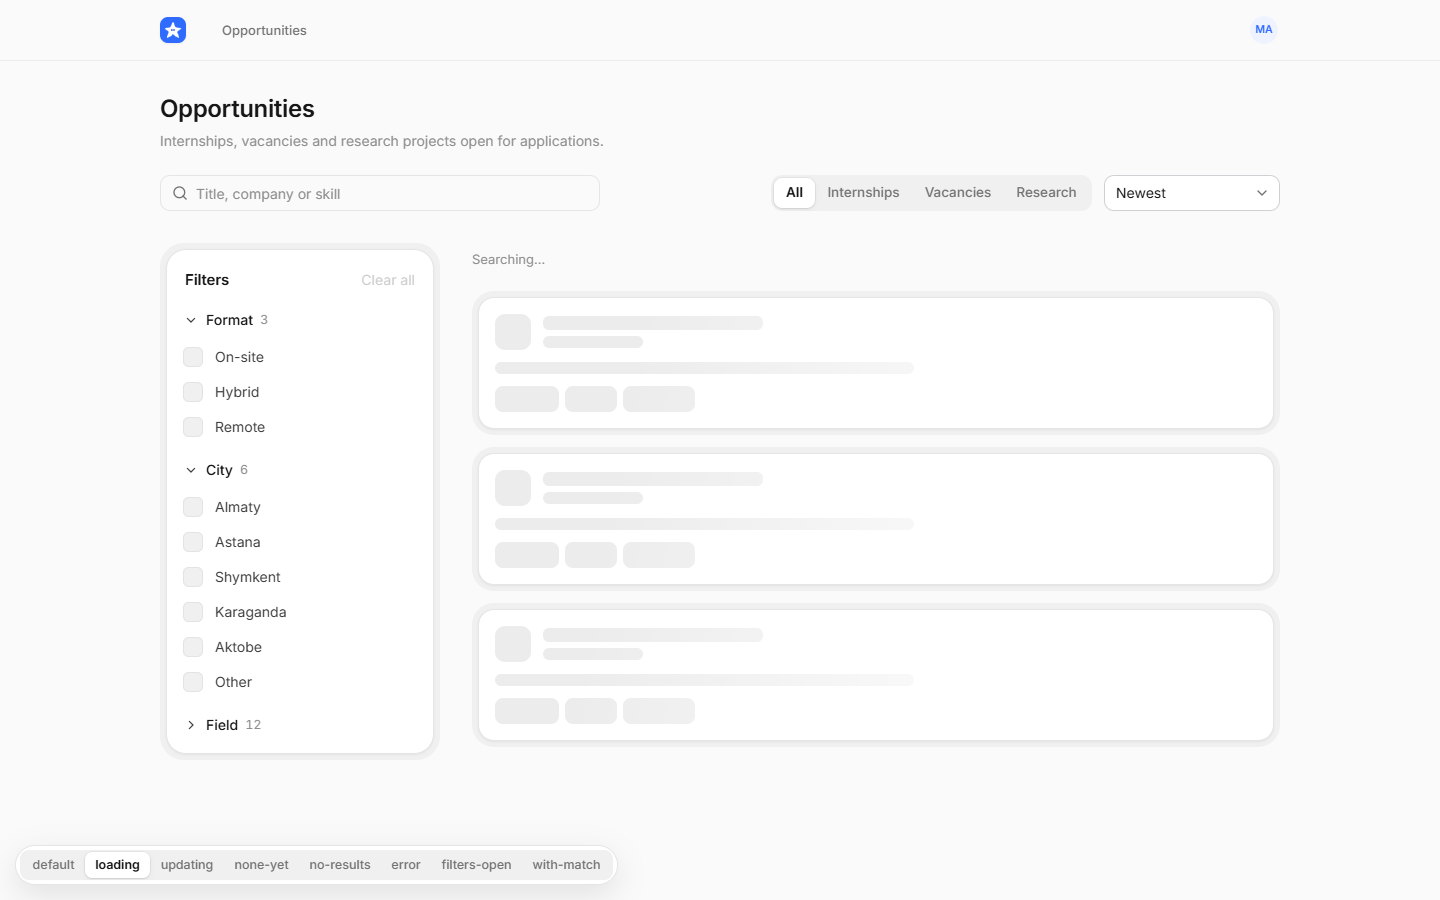 Opportunities
MA
Opportunities
Internships, vacancies and research projects open for applications.
Title, company or skill
All Internships Vacancies Research
Newest
Filters Clear all
Searching...
Format 3
On-site
Hybrid
Remote
City 6
Almaty
Astana
Shymkent
Karaganda
Aktobe
Other
Field 12
default loading updating none-yet no-results error filters-open with-match